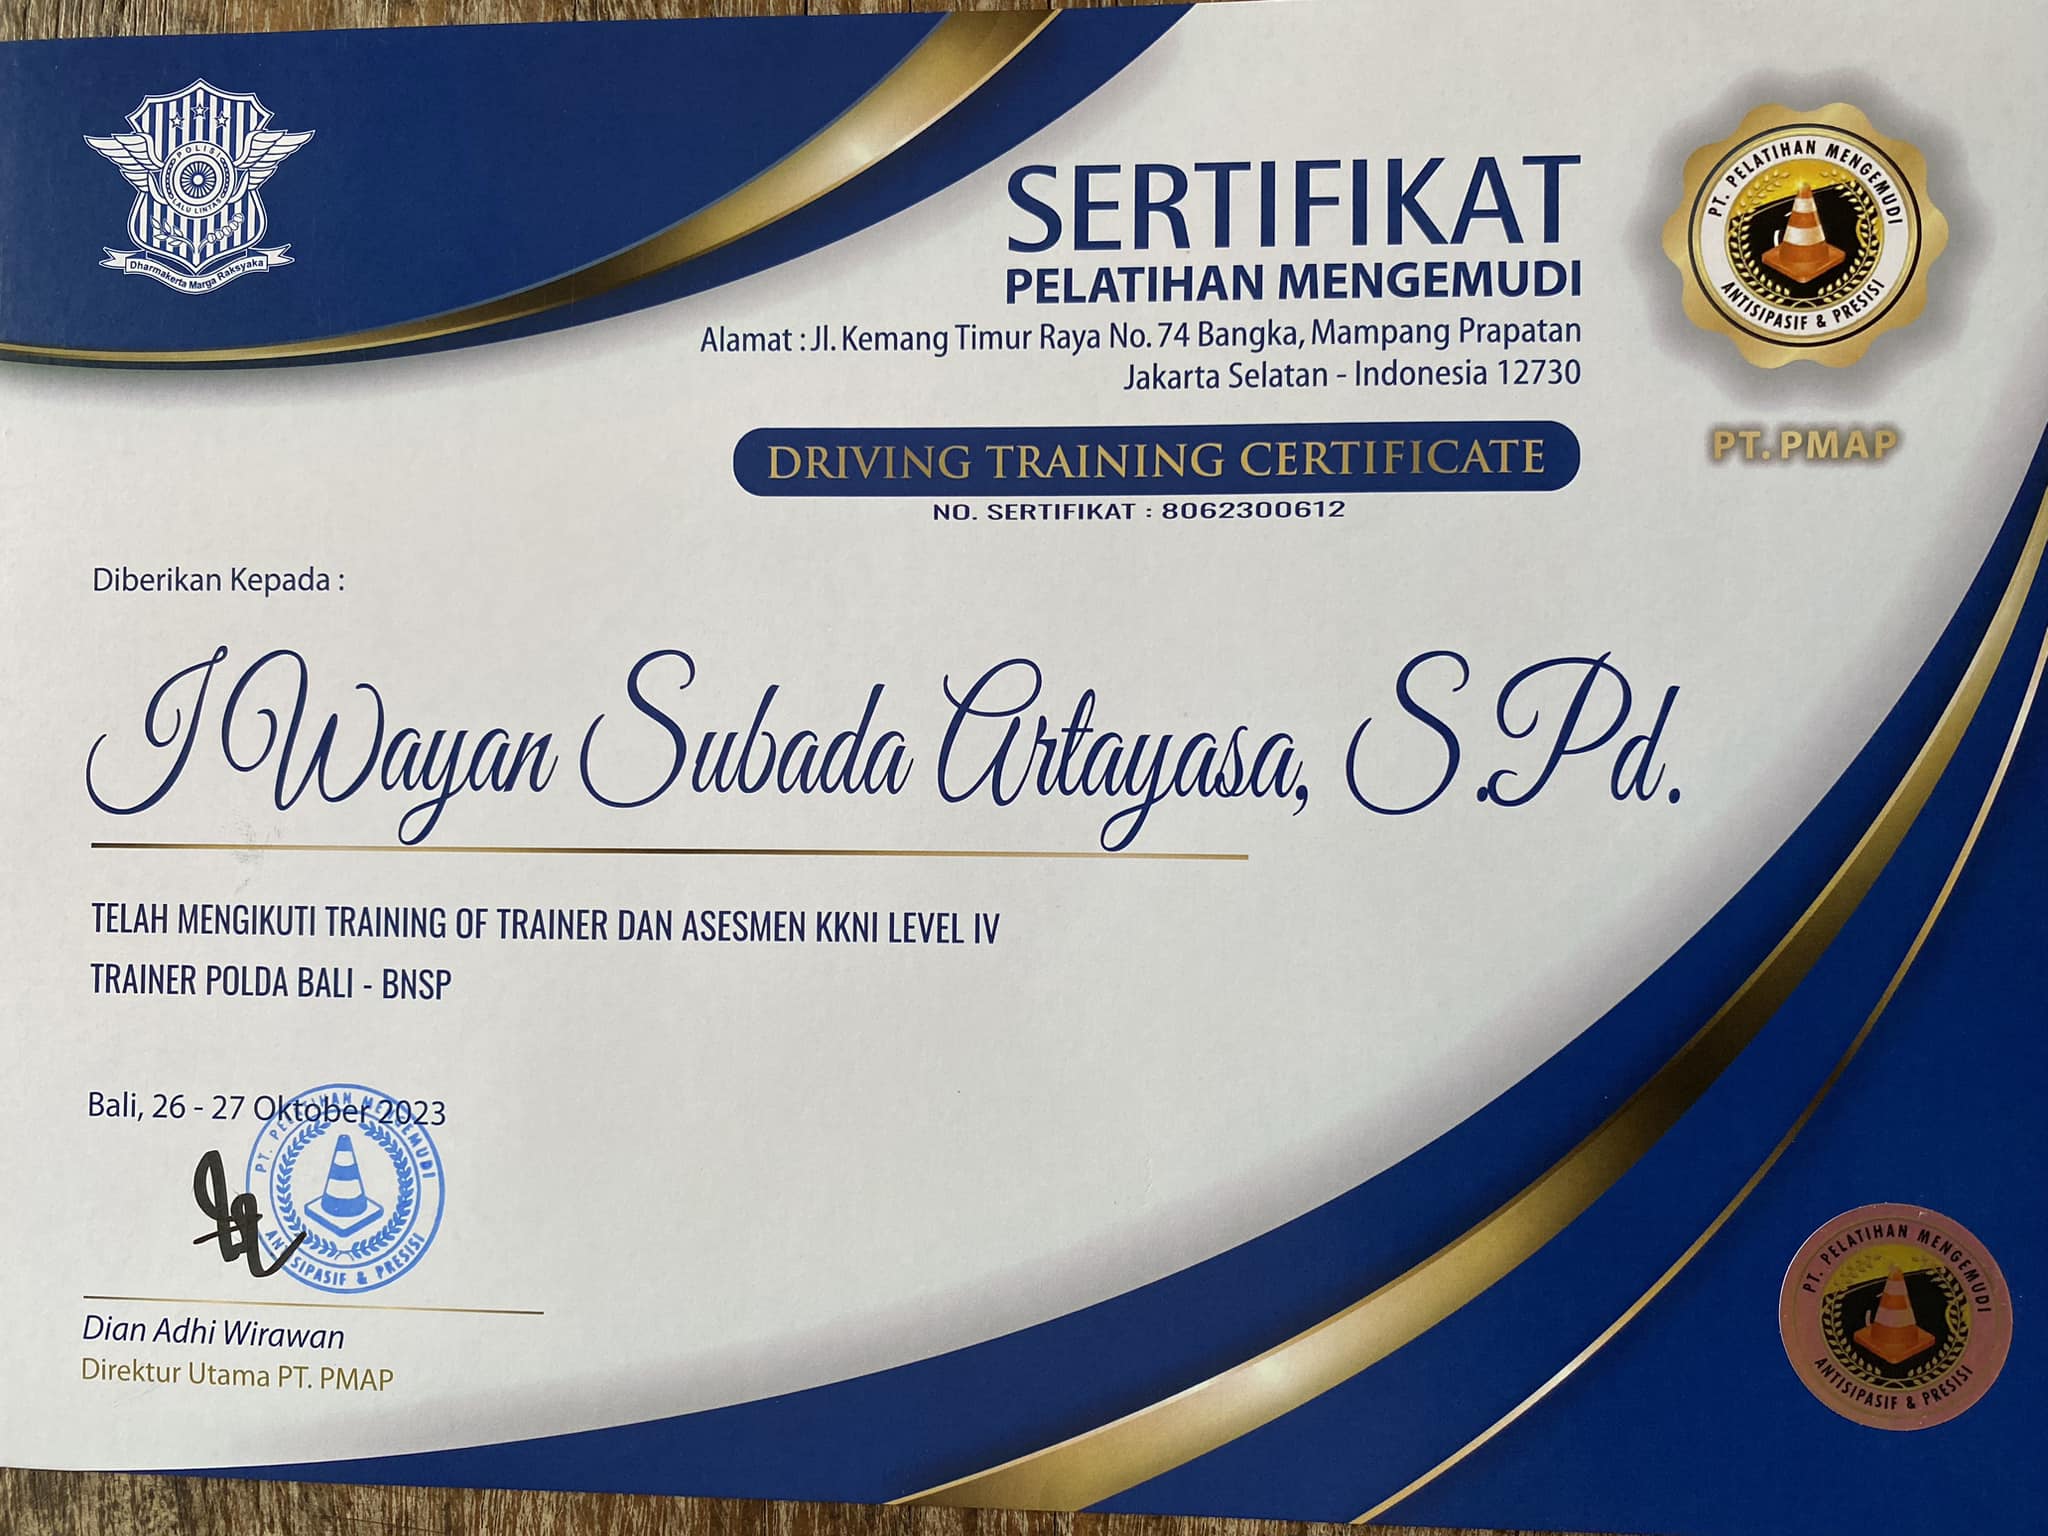 POLISI
LALU LINTAS
Dharmakerta Marga Raksyaka
SERTIFIKAT
PELATIHAN MENGEMUDI
Alamat : Jl. Kemang Timur Raya No. 74 Bangka, Mampang Prapatan
Jakarta Selatan - Indonesia 12730
PT. PELATIHAN MENGEMUDI
ANTISIPASIF & PRESISI
PT. PMAP
DRIVING TRAINING CERTIFICATE
NO. SERTIFIKAT : 8062300612
Diberikan Kepada :
I Wayan Subada Artayasa, S.Pd.
TELAH MENGIKUTI TRAINING OF TRAINER DAN ASESMEN KKNI LEVEL IV
TRAINER POLDA BALI - BNSP
Bali, 26 - 27 Oktober 2023
PT. PELATIHAN MENGEMUDI
ANTISIPASIF & PRESISI
Dian Adhi Wirawan
Direktur Utama PT. PMAP
PT. PELATIHAN MENGEMUDI
ANTISIPASIF & PRESISI